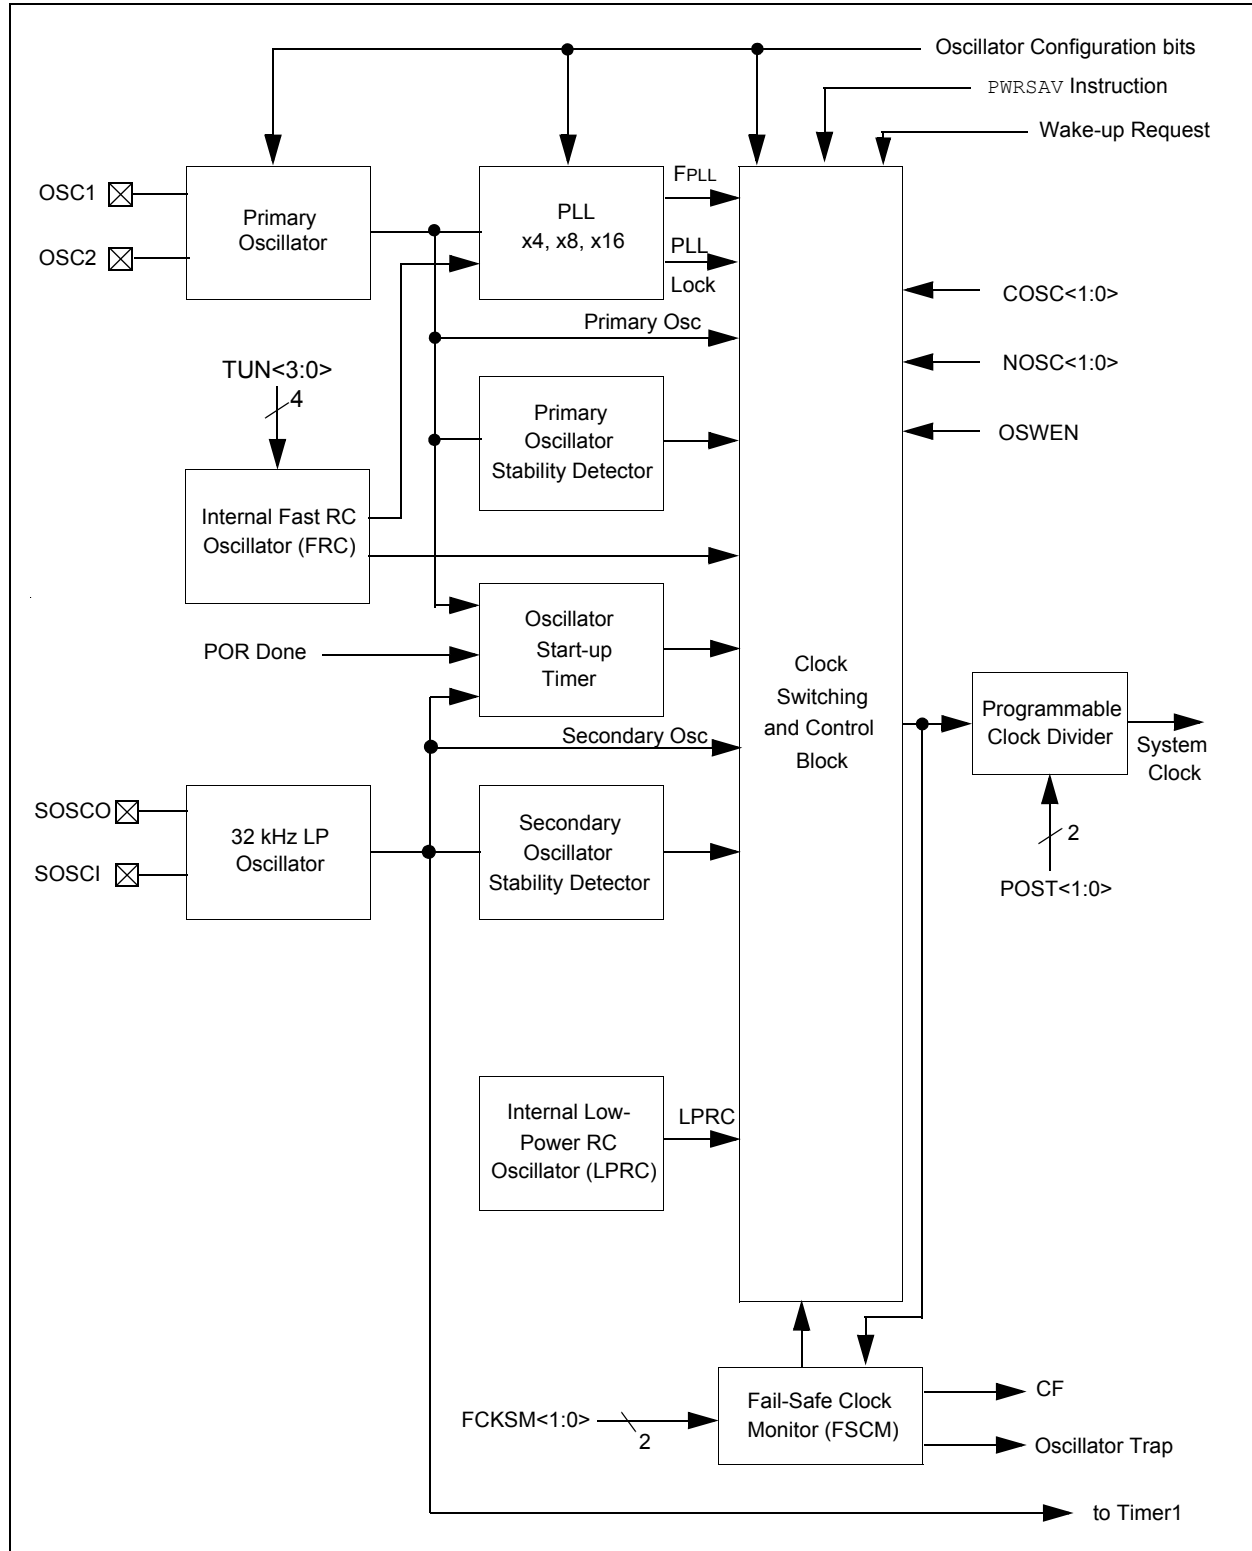 Oscillator Configuration bits
PWRSAV Instruction
Wake-up Request
OSC1
OSC2
Primary
Oscillator
PLL
x4, x8, x16
FPLL
PLL
Lock
COSC<1:0>
Primary Osc
NOSC<1:0>
TUN<3:0>
4
Primary
Oscillator
Stability Detector
OSWEN
Internal Fast RC
Oscillator (FRC)
Oscillator
Start-up
Timer
POR Done
Clock
Switching
and Control
Block
Programmable
Clock Divider
System
Clock
Secondary Osc
SOSCO
SOSCI
32 kHz LP
Oscillator
Secondary
Oscillator
Stability Detector
2
POST<1:0>
Internal Low-
Power RC
Oscillator (LPRC)
LPRC
FCKSM<1:0>
2
Fail-Safe Clock
Monitor (FSCM)
CF
Oscillator Trap
to Timer1